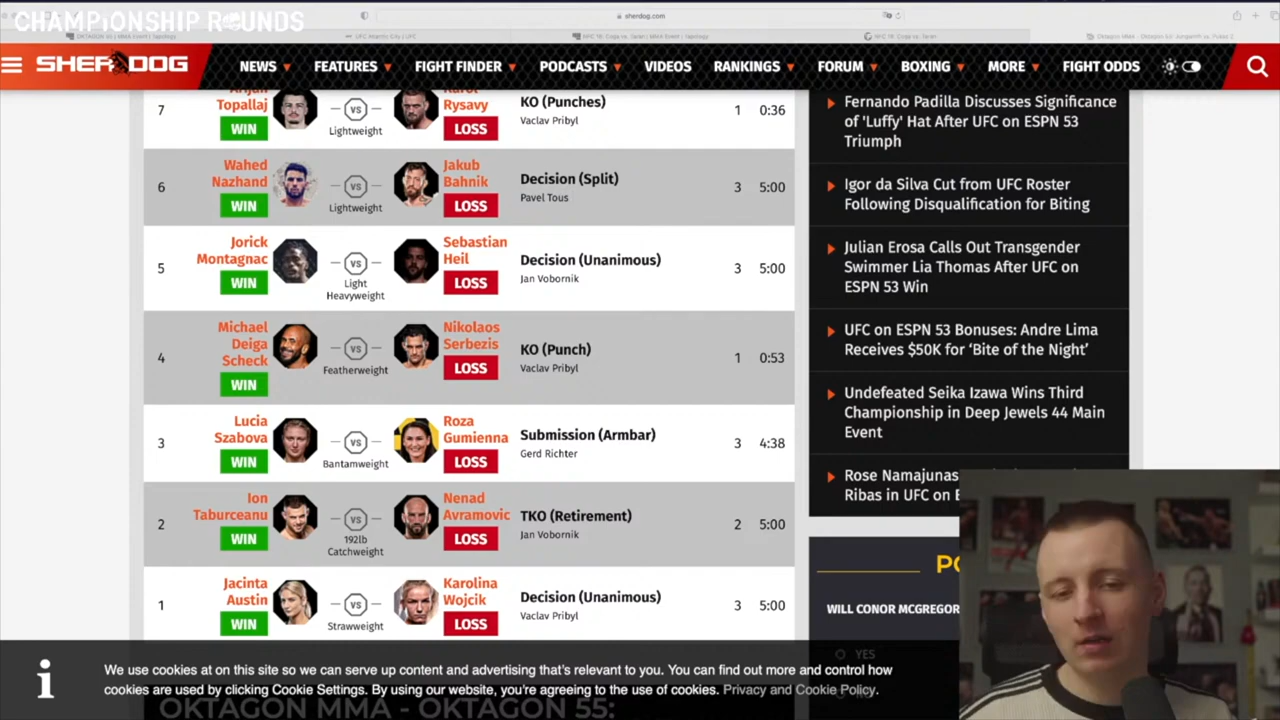 CHAMPIONSHIP ROUNDS
sherdog.com
OKTAGON 55 | MMA Event | Tapology
UFC Atlantic City | UFC
SHERDOG
NEWS
FEATURES
FIGHT FINDER
PODCASTS
VIDEOS
RANKINGS
FORUM
BOXING
MORE
FIGHT ODDS
7
Topallaj
WIN
VS
Lightweight
Rysavy
LOSS
KO (Punches)
Vaclav Pribyl
1
0:36
6
Wahed
Nazhand
WIN
VS
Lightweight
Jakub
Bahnik
LOSS
Decision (Split)
Pavel Tous
3
5:00
5
Jorick
Montagnac
WIN
VS
Light
Heavyweight
Sebastian
Heil
LOSS
Decision (Unanimous)
Jan Vobornik
3
5:00
4
Michael
Deiga
Scheck
WIN
VS
Featherweight
Nikolaos
Serbezis
LOSS
KO (Punch)
Vaclav Pribyl
1
0:53
3
Lucia
Szabova
WIN
VS
Bantamweight
Roza
Gumienna
LOSS
Submission (Armbar)
Gerd Richter
3
4:38
2
Ion
Taburceanu
WIN
VS
192lb
Catchweight
Nenad
Avramovic
LOSS
TKO (Retirement)
Jan Vobornik
2
5:00
1
Jacinta
Austin
WIN
VS
Strawweight
Karolina
Wojcik
LOSS
Decision (Unanimous)
Vaclav Pribyl
3
5:00
Fernando Padilla Discusses Significance
of 'Luffy' Hat After UFC on ESPN 53
Triumph
Igor da Silva Cut from UFC Roster
Following Disqualification for Biting
Julian Erosa Calls Out Transgender
Swimmer Lia Thomas After UFC on
ESPN 53 Win
UFC on ESPN 53 Bonuses: Andre Lima
Receives $50K for ‘Bite of the Night’
Undefeated Seika Izawa Wins Third
Championship in Deep Jewels 44 Main
Event
Rose Namajunas
Ribas in UFC on
WILL CONOR MCGREGOR
YES
We use cookies at on this site so we can serve up content and advertising that's relevant to you. You can find out more and control how
cookies are used by clicking Cookie Settings. By using our website, you're agreeing to the use of cookies. Privacy and Cookie Policy.
OKTAGON MMA - OKTAGON 55: